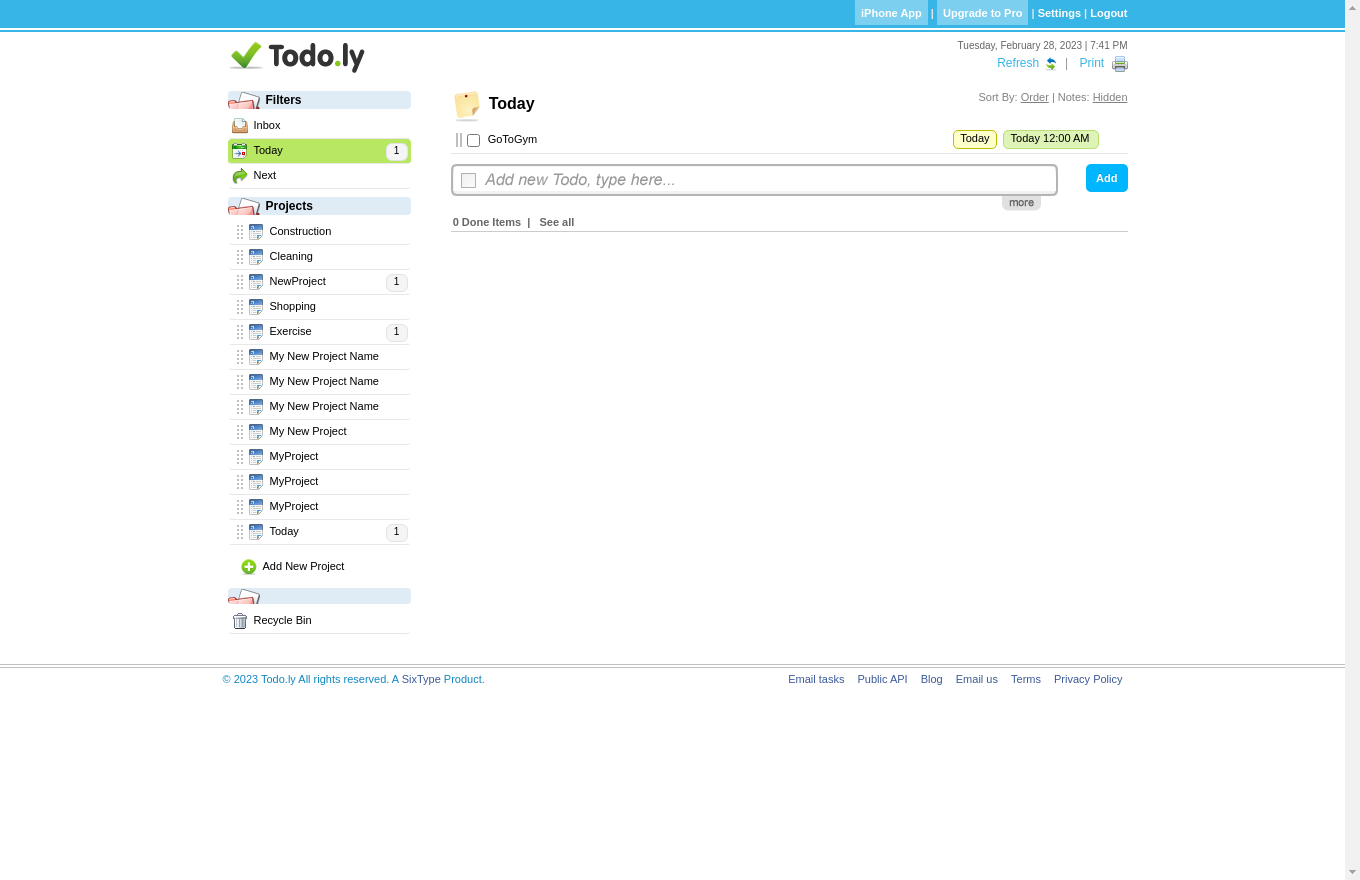 iPhone App | Upgrade to Pro | Settings | Logout
Todo.ly
Tuesday, February 28, 2023 | 7:41 PM
Refresh | Print
Filters
Inbox
Today 1
Next
Projects
Construction
Cleaning
NewProject 1
Shopping
Exercise 1
My New Project Name
My New Project Name
My New Project Name
My New Project
MyProject
MyProject
MyProject
Today 1
Add New Project
Recycle Bin
Today
Sort By: Order | Notes: Hidden
GoToGym Today Today 12:00 AM
Add new Todo, type here... Add
more
0 Done Items | See all
© 2023 Todo.ly All rights reserved. A SixType Product.
Email tasks Public API Blog Email us Terms Privacy Policy